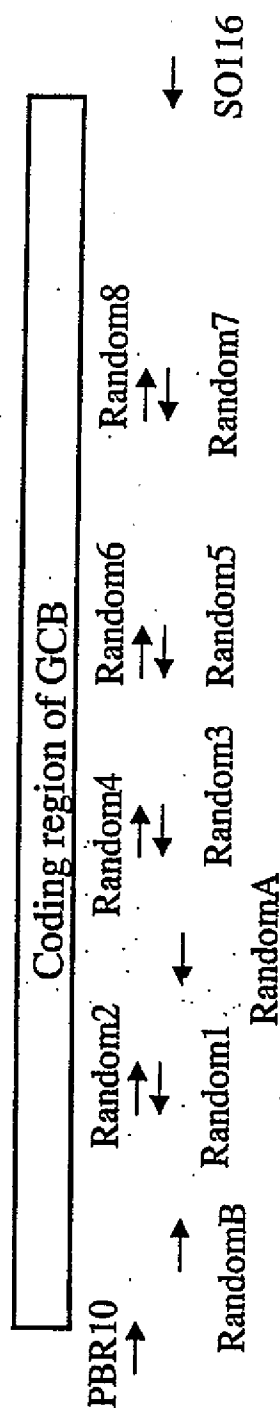 Coding region of GCB
PBR10 Random2 Random4 Random6 Random8
RandomB Random1 Random3 Random5 Random7 SO116
RandomA